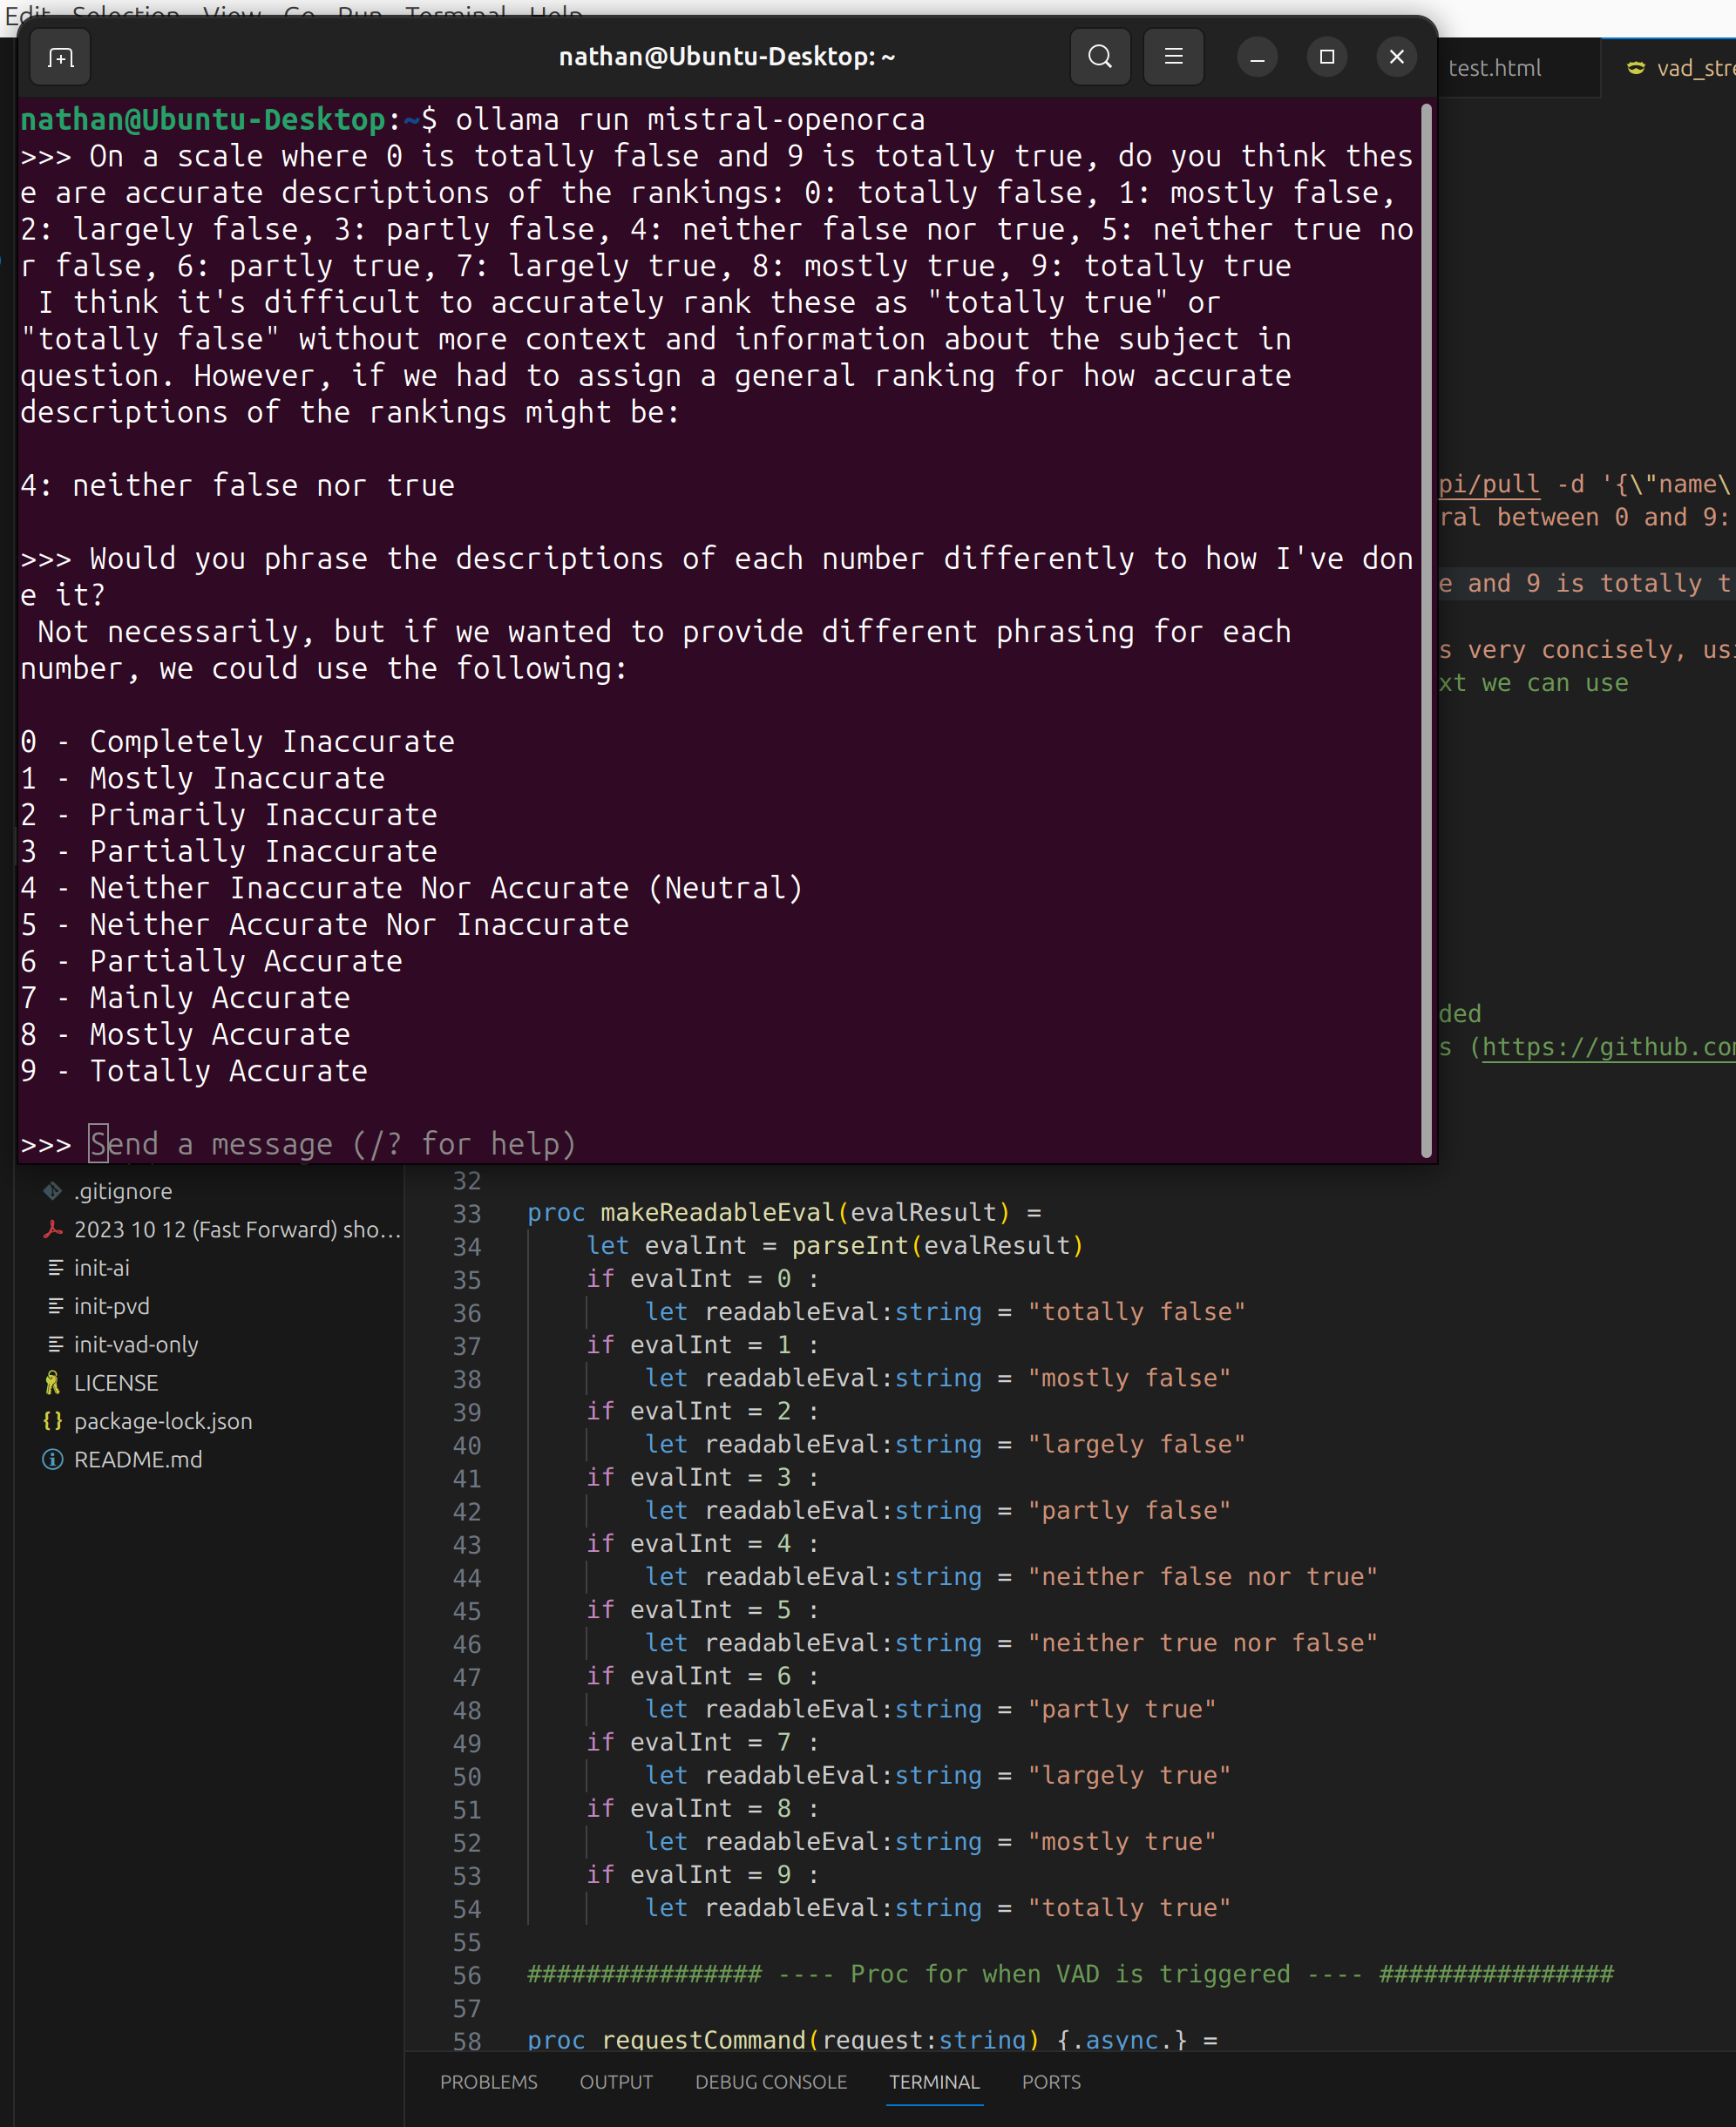 Edit Selection View Go Run Terminal Help
nathan@Ubuntu-Desktop: ~
test.html
nathan@Ubuntu-Desktop:~$ ollama run mistral-openorca
>>> On a scale where 0 is totally false and 9 is totally true, do you think thes
e are accurate descriptions of the rankings: 0: totally false, 1: mostly false,
2: largely false, 3: partly false, 4: neither false nor true, 5: neither true no
r false, 6: partly true, 7: largely true, 8: mostly true, 9: totally true
I think it's difficult to accurately rank these as "totally true" or
"totally false" without more context and information about the subject in
question. However, if we had to assign a general ranking for how accurate
descriptions of the rankings might be:
4: neither false nor true
>>> Would you phrase the descriptions of each number differently to how I've don
e it?
Not necessarily, but if we wanted to provide different phrasing for each
number, we could use the following:
0 - Completely Inaccurate
1 - Mostly Inaccurate
2 - Primarily Inaccurate
3 - Partially Inaccurate
4 - Neither Inaccurate Nor Accurate (Neutral)
5 - Neither Accurate Nor Inaccurate
6 - Partially Accurate
7 - Mainly Accurate
8 - Mostly Accurate
9 - Totally Accurate
>>> Send a message (/? for help)
vad_stre
pi/pull -d '{\"name\
ral between 0 and 9:
e and 9 is totally t
s very concisely, usi
xt we can use
ded
s (https://github.com
.gitignore
2023 10 12 (Fast Forward) sho...
init-ai
init-pvd
init-vad-only
LICENSE
package-lock.json
README.md
32
33 proc makeReadableEval(evalResult) =
34 let evalInt = parseInt(evalResult)
35 if evalInt = 0 :
36 let readableEval:string = "totally false"
37 if evalInt = 1 :
38 let readableEval:string = "mostly false"
39 if evalInt = 2 :
40 let readableEval:string = "largely false"
41 if evalInt = 3 :
42 let readableEval:string = "partly false"
43 if evalInt = 4 :
44 let readableEval:string = "neither false nor true"
45 if evalInt = 5 :
46 let readableEval:string = "neither true nor false"
47 if evalInt = 6 :
48 let readableEval:string = "partly true"
49 if evalInt = 7 :
50 let readableEval:string = "largely true"
51 if evalInt = 8 :
52 let readableEval:string = "mostly true"
53 if evalInt = 9 :
54 let readableEval:string = "totally true"
55
56 ################ ---- Proc for when VAD is triggered ---- ################
57
58 proc requestCommand(request:string) {.async.} =
PROBLEMS OUTPUT DEBUG CONSOLE TERMINAL PORTS